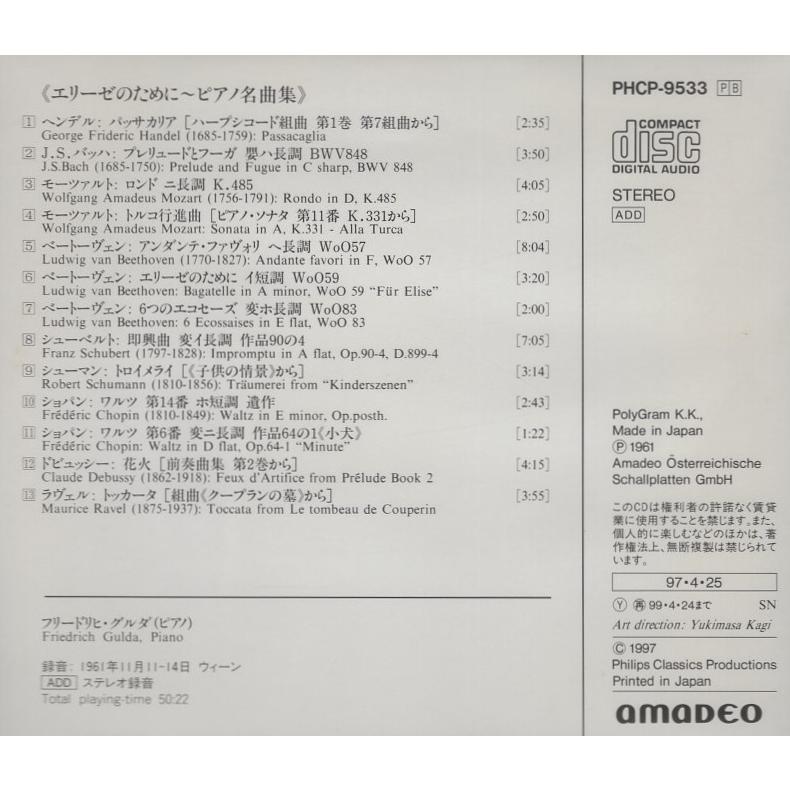 《エリーゼのために～ピアノ名曲集》
1 ヘンデル: パッサカリア [ハープシコード組曲 第1巻 第7組曲から] [2:35]
George Frideric Handel (1685-1759): Passacaglia
2 J.S.バッハ: プレリュードとフーガ 嬰ハ長調 BWV848 [3:50]
J.S.Bach (1685-1750): Prelude and Fugue in C sharp, BWV 848
3 モーツァルト: ロンド ニ長調 K.485 [4:05]
Wolfgang Amadeus Mozart (1756-1791): Rondo in D, K.485
4 モーツァルト: トルコ行進曲 [ピアノ・ソナタ 第11番 K.331から] [2:50]
Wolfgang Amadeus Mozart: Sonata in A, K.331 - Alla Turca
5 ベートーヴェン: アンダンテ・ファヴォリ ヘ長調 WoO57 [8:04]
Ludwig van Beethoven (1770-1827): Andante favori in F, WoO 57
6 ベートーヴェン: エリーゼのために イ短調 WoO59 [3:20]
Ludwig van Beethoven: Bagatelle in A minor, WoO 59 “Für Elise”
7 ベートーヴェン: 6つのエコセーズ 変ホ長調 WoO83 [2:00]
Ludwig van Beethoven: 6 Ecossaises in E flat, WoO 83
8 シューベルト: 即興曲 変イ長調 作品90の4 [7:05]
Franz Schubert (1797-1828): Impromptu in A flat, Op.90-4, D.899-4
9 シューマン: トロイメライ [《子供の情景》から] [3:14]
Robert Schumann (1810-1856): Träumerei from “Kinderszenen”
10 ショパン: ワルツ 第14番 ホ短調 遺作 [2:43]
Frédéric Chopin (1810-1849): Waltz in E minor, Op.posth.
11 ショパン: ワルツ 第6番 変ニ長調 作品64の1《小犬》 [1:22]
Frédéric Chopin: Waltz in D flat, Op.64-1 “Minute”
12 ドビュッシー: 花火 [前奏曲集 第2巻から] [4:15]
Claude Debussy (1862-1918): Feux d'Artifice from Prélude Book 2
13 ラヴェル: トッカータ [組曲《クープランの墓》から] [3:55]
Maurice Ravel (1875-1937): Toccata from Le tombeau de Couperin
フリードリヒ・グルダ(ピアノ)
Friedrich Gulda, Piano
録音: 1961年11月11-14日 ウィーン
ADD ステレオ録音
Total playing-time 50:22
PHCP-9533 PB
COMPACT
disc
DIGITAL AUDIO
STEREO
ADD
PolyGram K.K.,
Made in Japan
Ⓟ 1961
Amadeo Österreichische
Schallplatten GmbH
このCDは権利者の許諾なく賃貸
業に使用することを禁じます。また、
個人的に楽しむなどのほかは、著
作権法上、無断複製は禁じられて
います。
97・4・25
Ⓨ 再 99・4・24まで SN
Art direction: Yukimasa Kagi
© 1997
Philips Classics Productions
Printed in Japan
amadeo